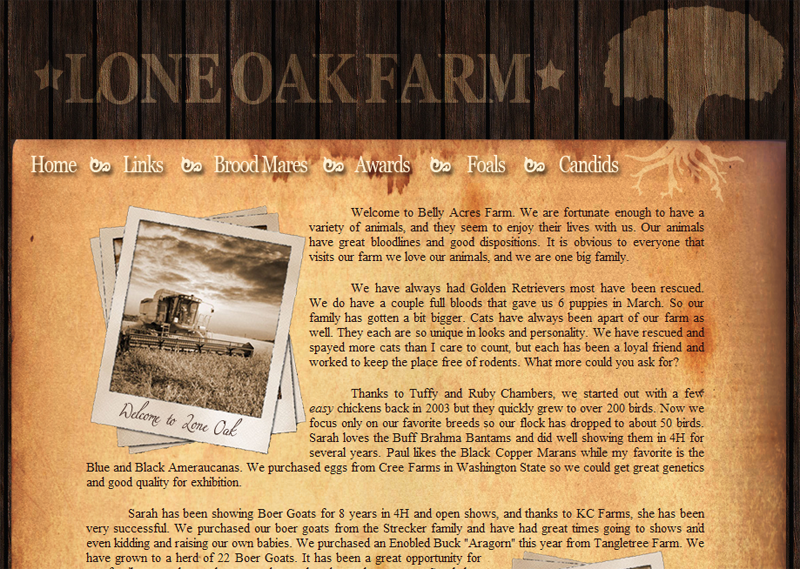 LONE OAK FARM
Home Links Brood Mares Awards Foals Candids
Welcome to Belly Acres Farm. We are fortunate enough to have a
variety of animals, and they seem to enjoy their lives with us. Our animals
have great bloodlines and good dispositions. It is obvious to everyone that
visits our farm we love our animals, and we are one big family.
We have always had Golden Retrievers most have been rescued.
We do have a couple full bloods that gave us 6 puppies in March. So our
family has gotten a bit bigger. Cats have always been apart of our farm as
well. They each are so unique in looks and personality. We have rescued and
spayed more cats than I care to count, but each has been a loyal friend and
worked to keep the place free of rodents. What more could you ask for?
Thanks to Tuffy and Ruby Chambers, we started out with a few
easy chickens back in 2003 but they quickly grew to over 200 birds. Now we
focus only on our favorite breeds so our flock has dropped to about 50 birds.
Sarah loves the Buff Brahma Bantams and did well showing them in 4H for
several years. Paul likes the Black Copper Marans while my favorite is the
Blue and Black Ameraucanas. We purchased eggs from Cree Farms in Washington State so we could get great genetics
and good quality for exhibition.
Welcome to Lone Oak
Sarah has been showing Boer Goats for 8 years in 4H and open shows, and thanks to KC Farms, she has been
very successful. We purchased our boer goats from the Strecker family and have had great times going to shows and
even kidding and raising our own babies. We purchased an Enobled Buck "Aragorn" this year from Tangletree Farm. We
have grown to a herd of 22 Boer Goats. It has been a great opportunity for